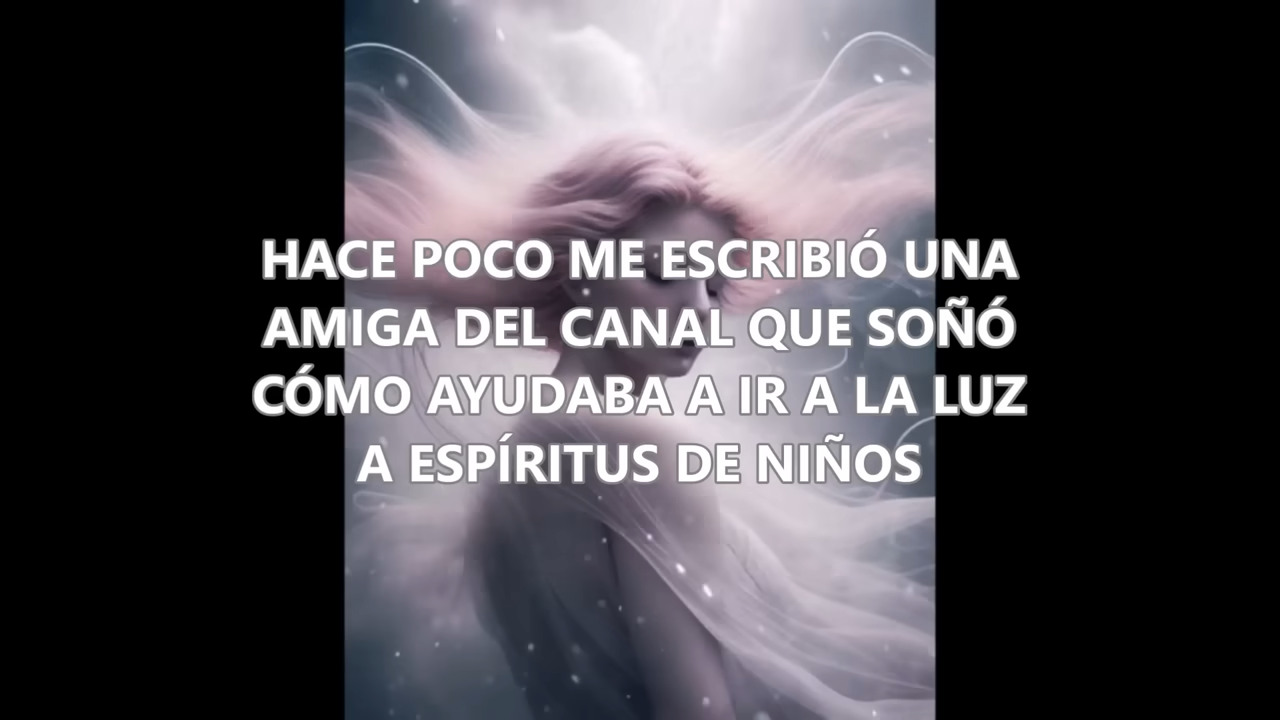 HACE POCO ME ESCRIBIÓ UNA
AMIGA DEL CANAL QUE SOÑÓ
CÓMO AYUDABA A IR A LA LUZ
A ESPÍRITUS DE NIÑOS